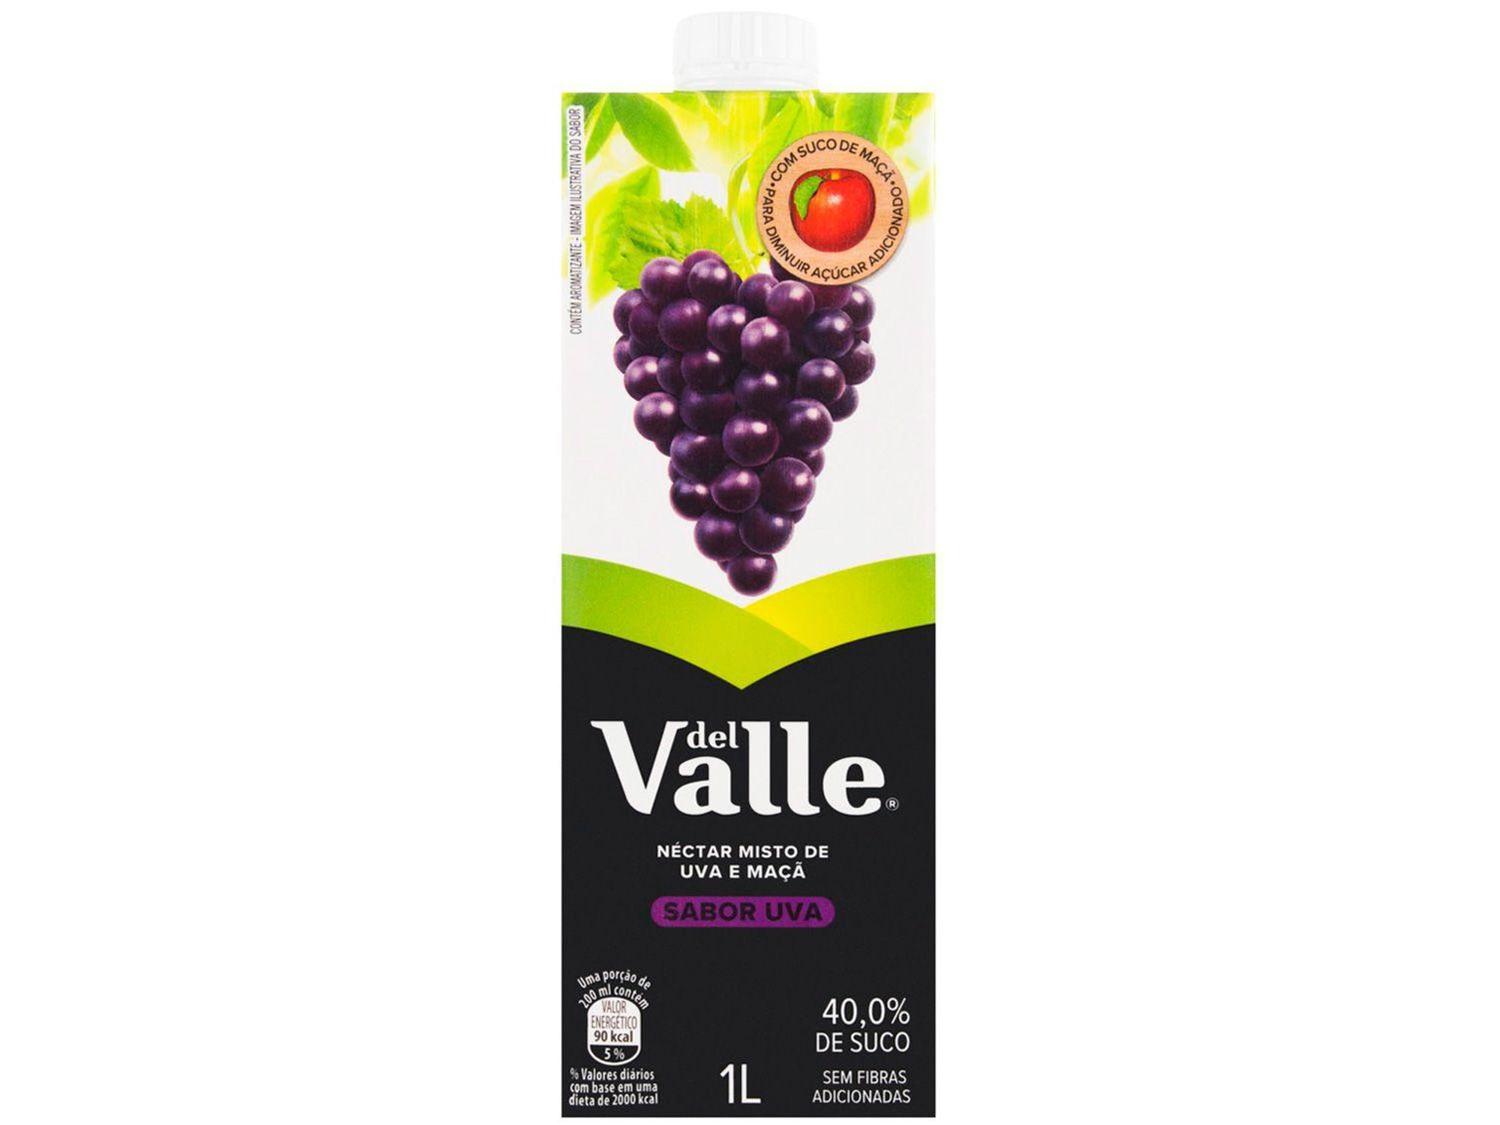 CONTÉM AROMATIZANTE - IMAGEM ILUSTRATIVA DO SABOR
•COM SUCO DE MAÇÃ•
PARA DIMINUIR AÇÚCAR ADICIONADO
del
Valle®
NÉCTAR MISTO DE
UVA E MAÇÃ
SABOR UVA
Uma porção de
200 ml contém
VALOR
ENERGÉTICO
90 kcal
5 %
% Valores diários
com base em uma
dieta de 2000 kcal
1L
40,0%
DE SUCO
SEM FIBRAS
ADICIONADAS